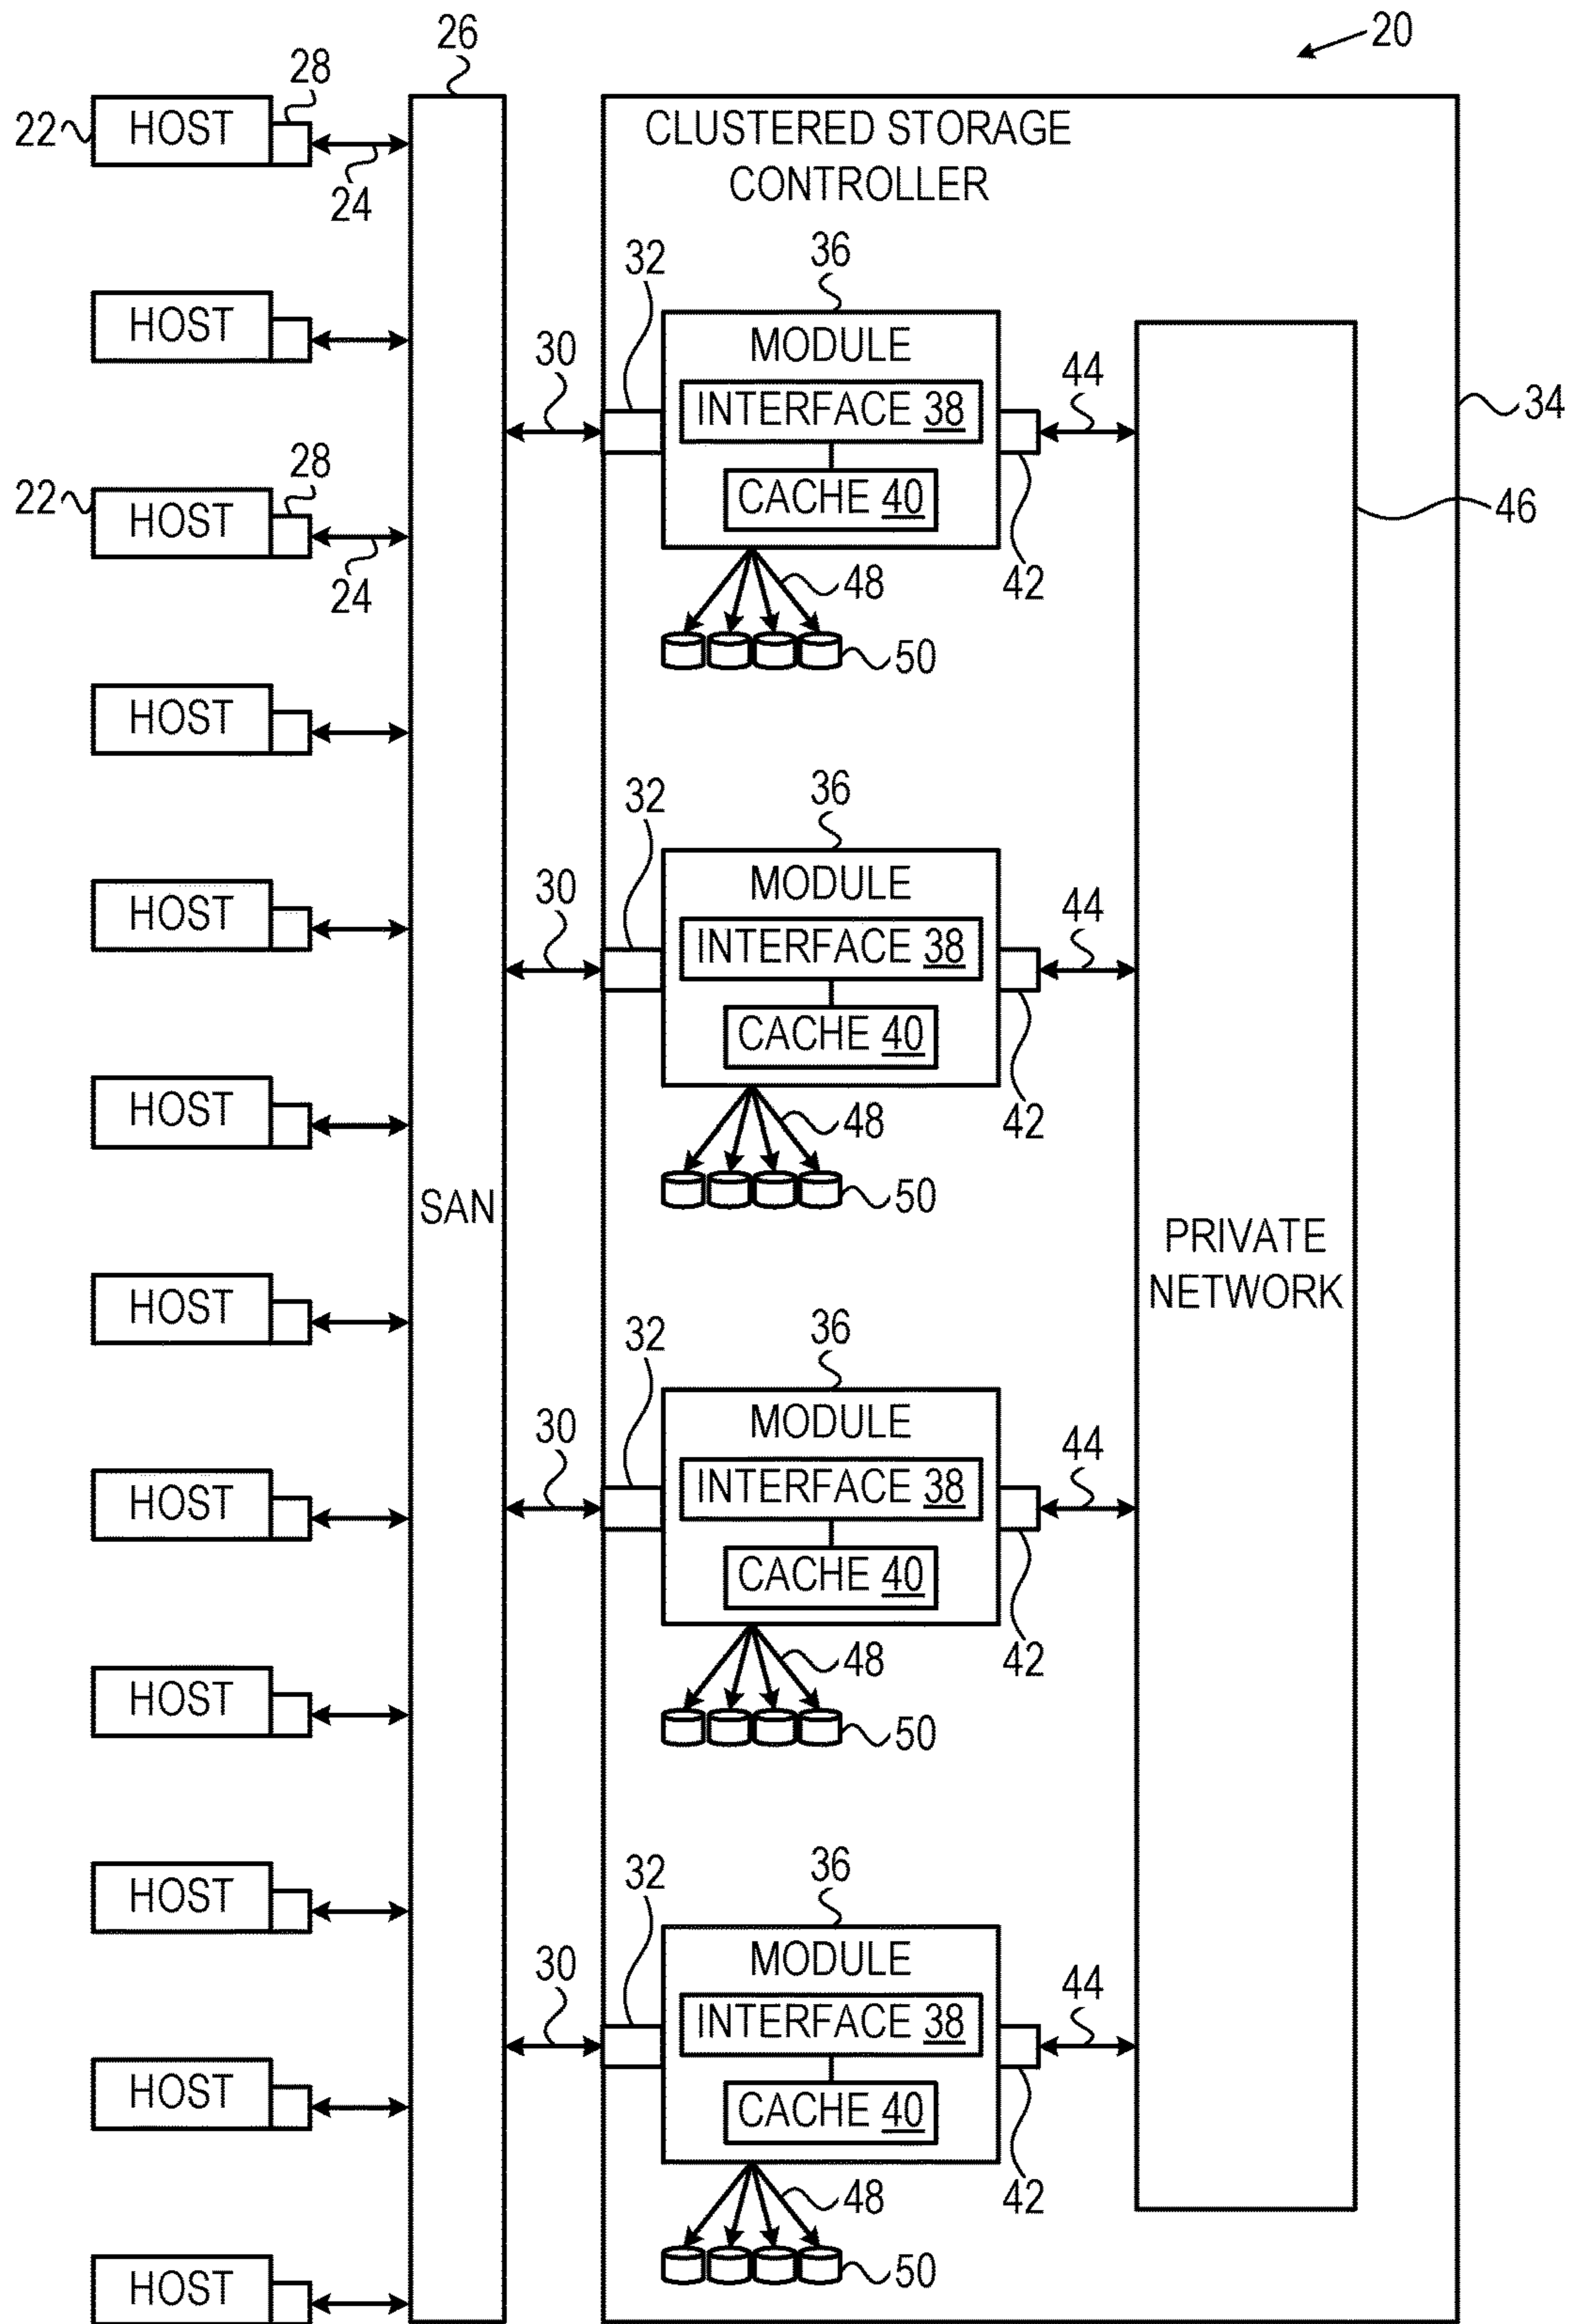 20
26
28
22 HOST
24
CLUSTERED STORAGE
CONTROLLER
HOST
32
36
30
MODULE
INTERFACE 38
CACHE 40
44
42
34
46
28
22 HOST
24
48
50
HOST
32
36
30
MODULE
INTERFACE 38
CACHE 40
44
42
HOST
HOST
48
50
SAN
PRIVATE
NETWORK
HOST
32
36
30
MODULE
INTERFACE 38
CACHE 40
44
42
HOST
HOST
48
50
HOST
32
36
30
MODULE
INTERFACE 38
CACHE 40
44
42
HOST
48
50
HOST